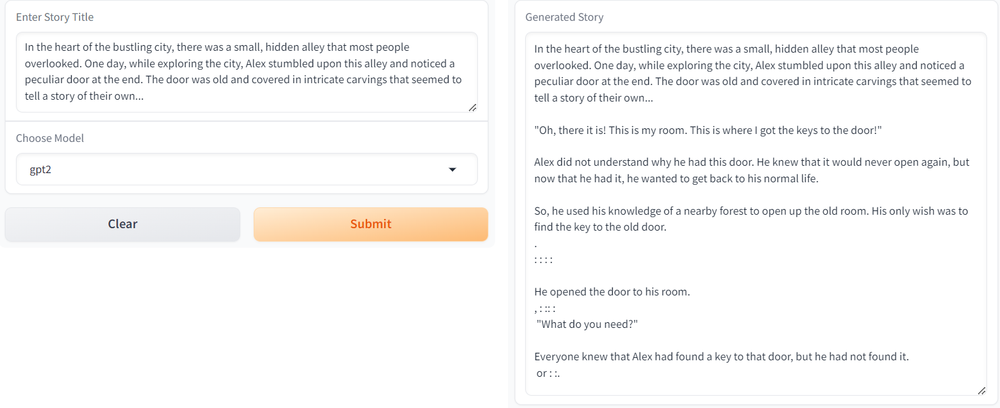 Enter Story Title
In the heart of the bustling city, there was a small, hidden alley that most people
overlooked. One day, while exploring the city, Alex stumbled upon this alley and noticed a
peculiar door at the end. The door was old and covered in intricate carvings that seemed to
tell a story of their own...
Choose Model
gpt2
Clear
Submit
Generated Story
In the heart of the bustling city, there was a small, hidden alley that most people
overlooked. One day, while exploring the city, Alex stumbled upon this alley and noticed a
peculiar door at the end. The door was old and covered in intricate carvings that seemed to
tell a story of their own...
"Oh, there it is! This is my room. This is where I got the keys to the door!"
Alex did not understand why he had this door. He knew that it would never open again, but
now that he had it, he wanted to get back to his normal life.
So, he used his knowledge of a nearby forest to open up the old room. His only wish was to
find the key to the old door.
.
: : : :
He opened the door to his room.
, : :: :
"What do you need?"
Everyone knew that Alex had found a key to that door, but he had not found it.
or : :.